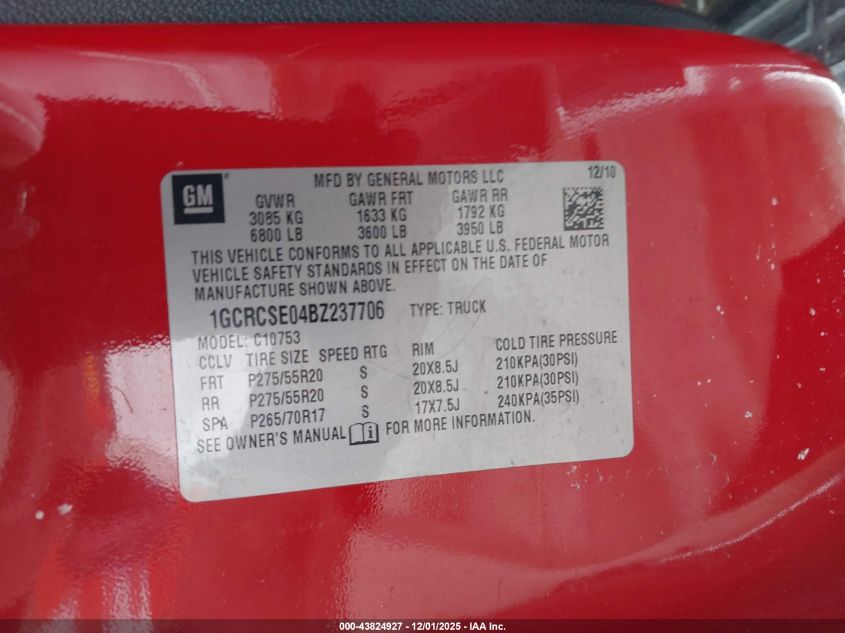 GM
MFD BY GENERAL MOTORS LLC 12/10
GVWR GAWR FRT GAWR RR
3085 KG 1633 KG 1792 KG
6800 LB 3600 LB 3950 LB
THIS VEHICLE CONFORMS TO ALL APPLICABLE U.S. FEDERAL MOTOR
VEHICLE SAFETY STANDARDS IN EFFECT ON THE DATE OF
MANUFACTURE SHOWN ABOVE.
1GCRCSE04BZ237706 TYPE: TRUCK
MODEL: C10753
CCLV TIRE SIZE SPEED RTG RIM COLD TIRE PRESSURE
FRT P275/55R20 S 20X8.5J 210KPA(30PSI)
RR P275/55R20 S 20X8.5J 210KPA(30PSI)
SPA P265/70R17 S 17X7.5J 240KPA(35PSI)
SEE OWNER'S MANUAL i FOR MORE INFORMATION.
000-43824927 - 12/01/2025 - IAA Inc.